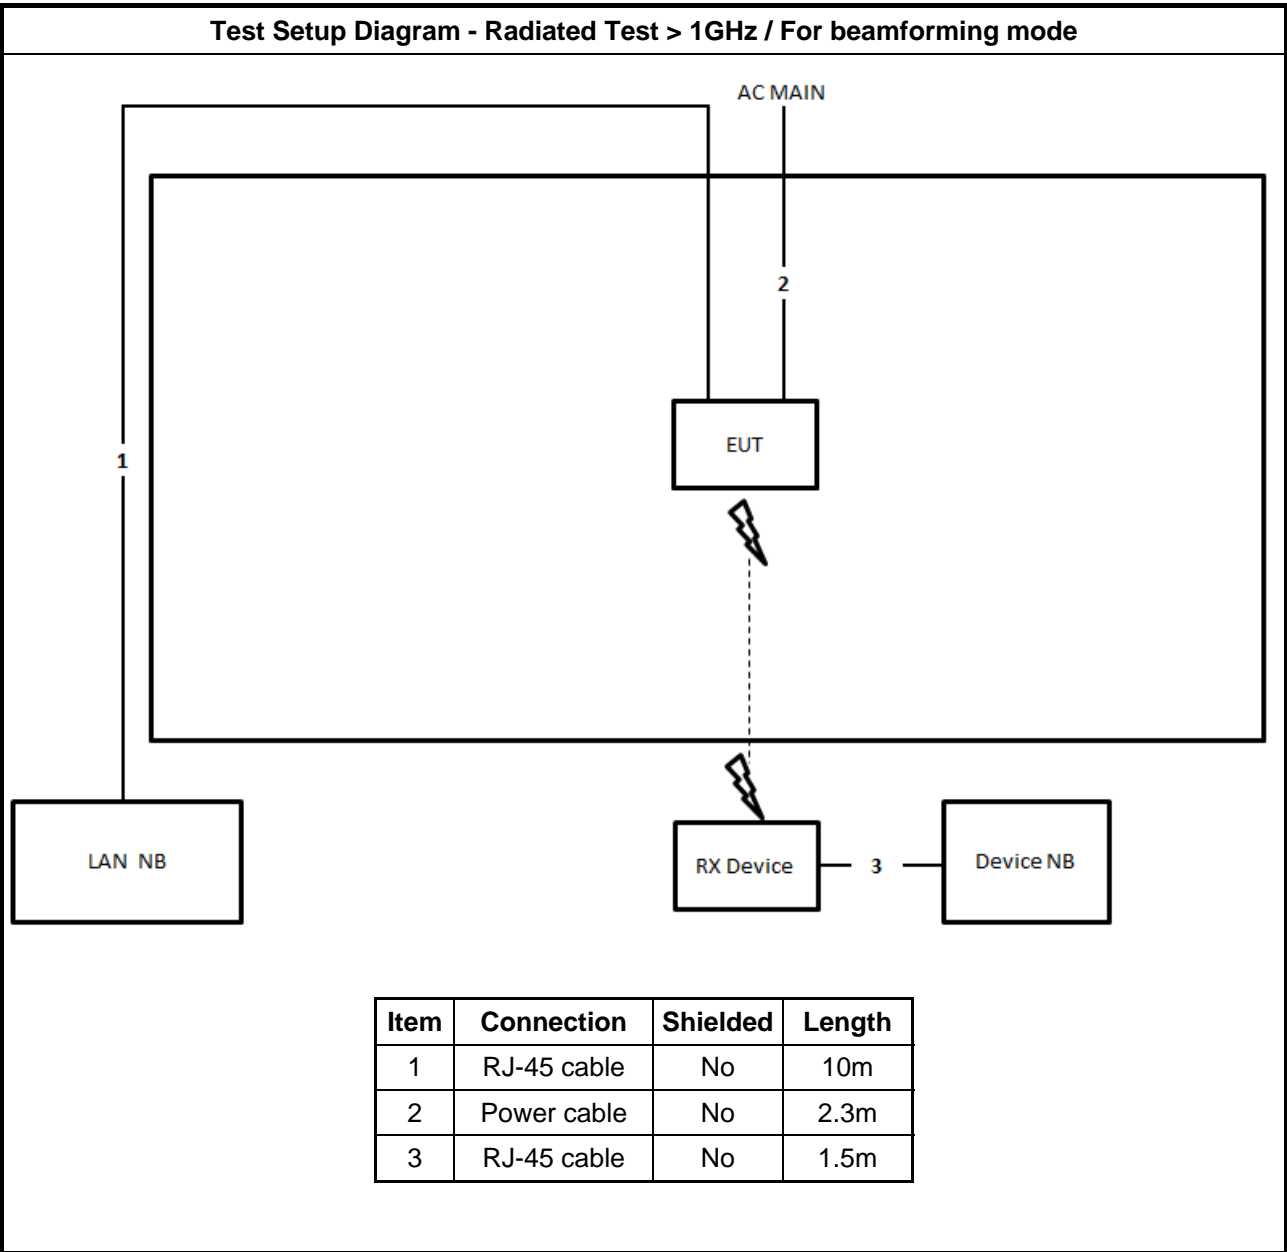 Test Setup Diagram - Radiated Test > 1GHz / For beamforming mode
AC MAIN
2
EUT
1
LAN NB
RX Device
3
Device NB
Item Connection Shielded Length
1 RJ-45 cable No 10m
2 Power cable No 2.3m
3 RJ-45 cable No 1.5m